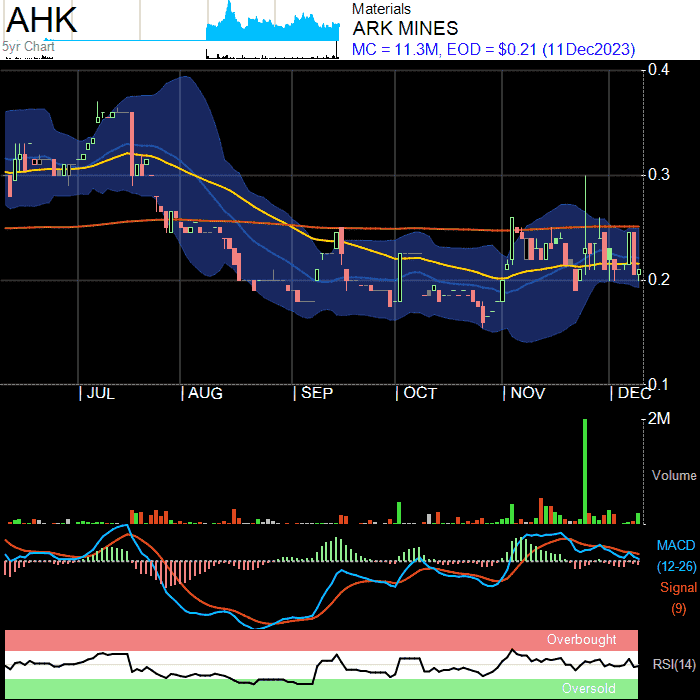 AHK
5yr Chart
Materials
ARK MINES
MC = 11.3M, EOD = $0.21 (11Dec2023)
0.4
0.3
0.2
0.1
JUL AUG SEP OCT NOV DEC
2M
Volume
MACD
(12-26)
Signal
(9)
Overbought
RSI(14)
Oversold